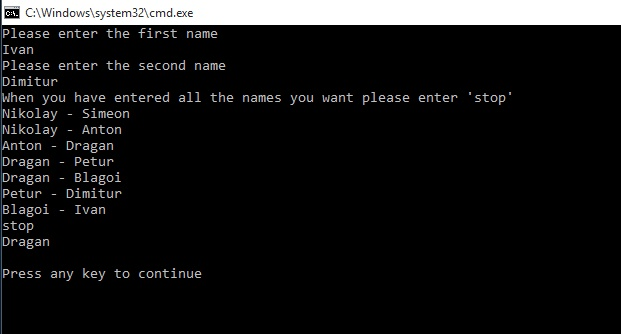 C:\Windows\system32\cmd.exe
Please enter the first name
Ivan
Please enter the second name
Dimitur
When you have entered all the names you want please enter 'stop'
Nikolay - Simeon
Nikolay - Anton
Anton - Dragan
Dragan - Petur
Dragan - Blagoi
Petur - Dimitur
Blagoi - Ivan
stop
Dragan
Press any key to continue